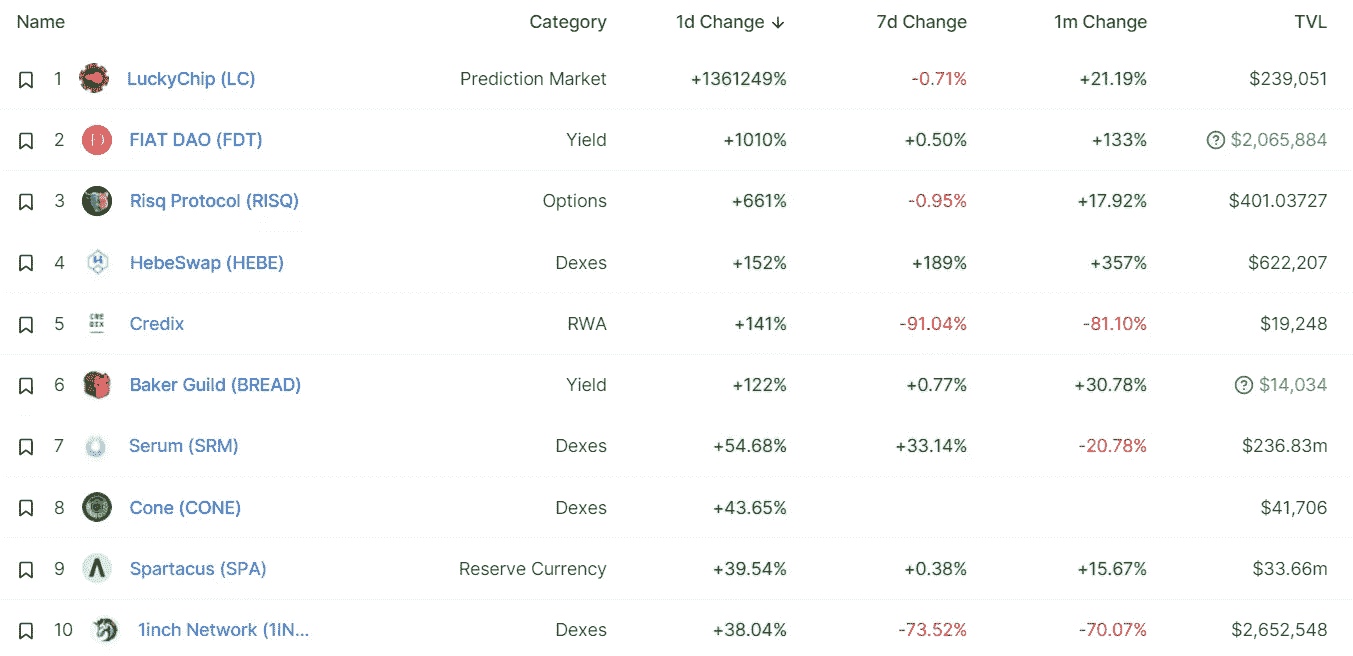 Name Category 1d Change ↓ 7d Change 1m Change TVL
1 LuckyChip (LC) Prediction Market +1361249% -0.71% +21.19% $239,051
2 FIAT DAO (FDT) Yield +1010% +0.50% +133% ? $2,065,884
3 Risq Protocol (RISQ) Options +661% -0.95% +17.92% $401.03727
4 HebeSwap (HEBE) Dexes +152% +189% +357% $622,207
5 CRE DIX Credix RWA +141% -91.04% -81.10% $19,248
6 Baker Guild (BREAD) Yield +122% +0.77% +30.78% ? $14,034
7 Serum (SRM) Dexes +54.68% +33.14% -20.78% $236.83m
8 Cone (CONE) Dexes +43.65% $41,706
9 Spartacus (SPA) Reserve Currency +39.54% +0.38% +15.67% $33.66m
10 1inch Network (1IN... Dexes +38.04% -73.52% -70.07% $2,652,548